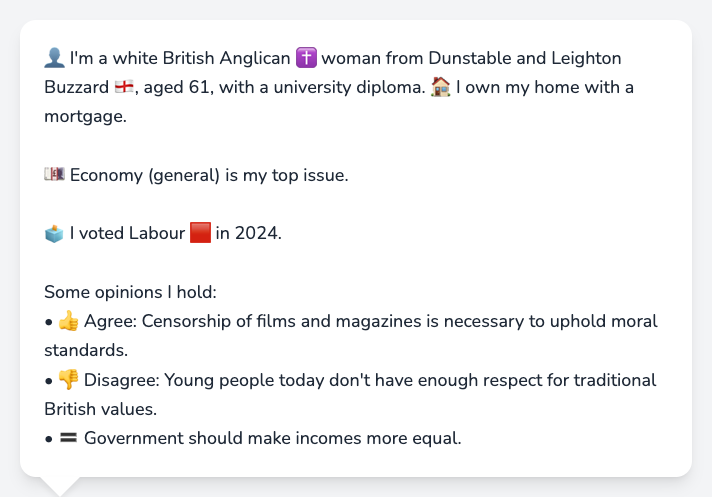 👤 I'm a white British Anglican ✝️ woman from Dunstable and Leighton
Buzzard 🏴󠁧󠁢󠁥󠁮󠁧󠁿, aged 61, with a university diploma. 🏠 I own my home with a
mortgage.
💷 Economy (general) is my top issue.
🗳️ I voted Labour 🟥 in 2024.
Some opinions I hold:
• 👍 Agree: Censorship of films and magazines is necessary to uphold moral
standards.
• 👎 Disagree: Young people today don't have enough respect for traditional
British values.
• 🟰 Government should make incomes more equal.